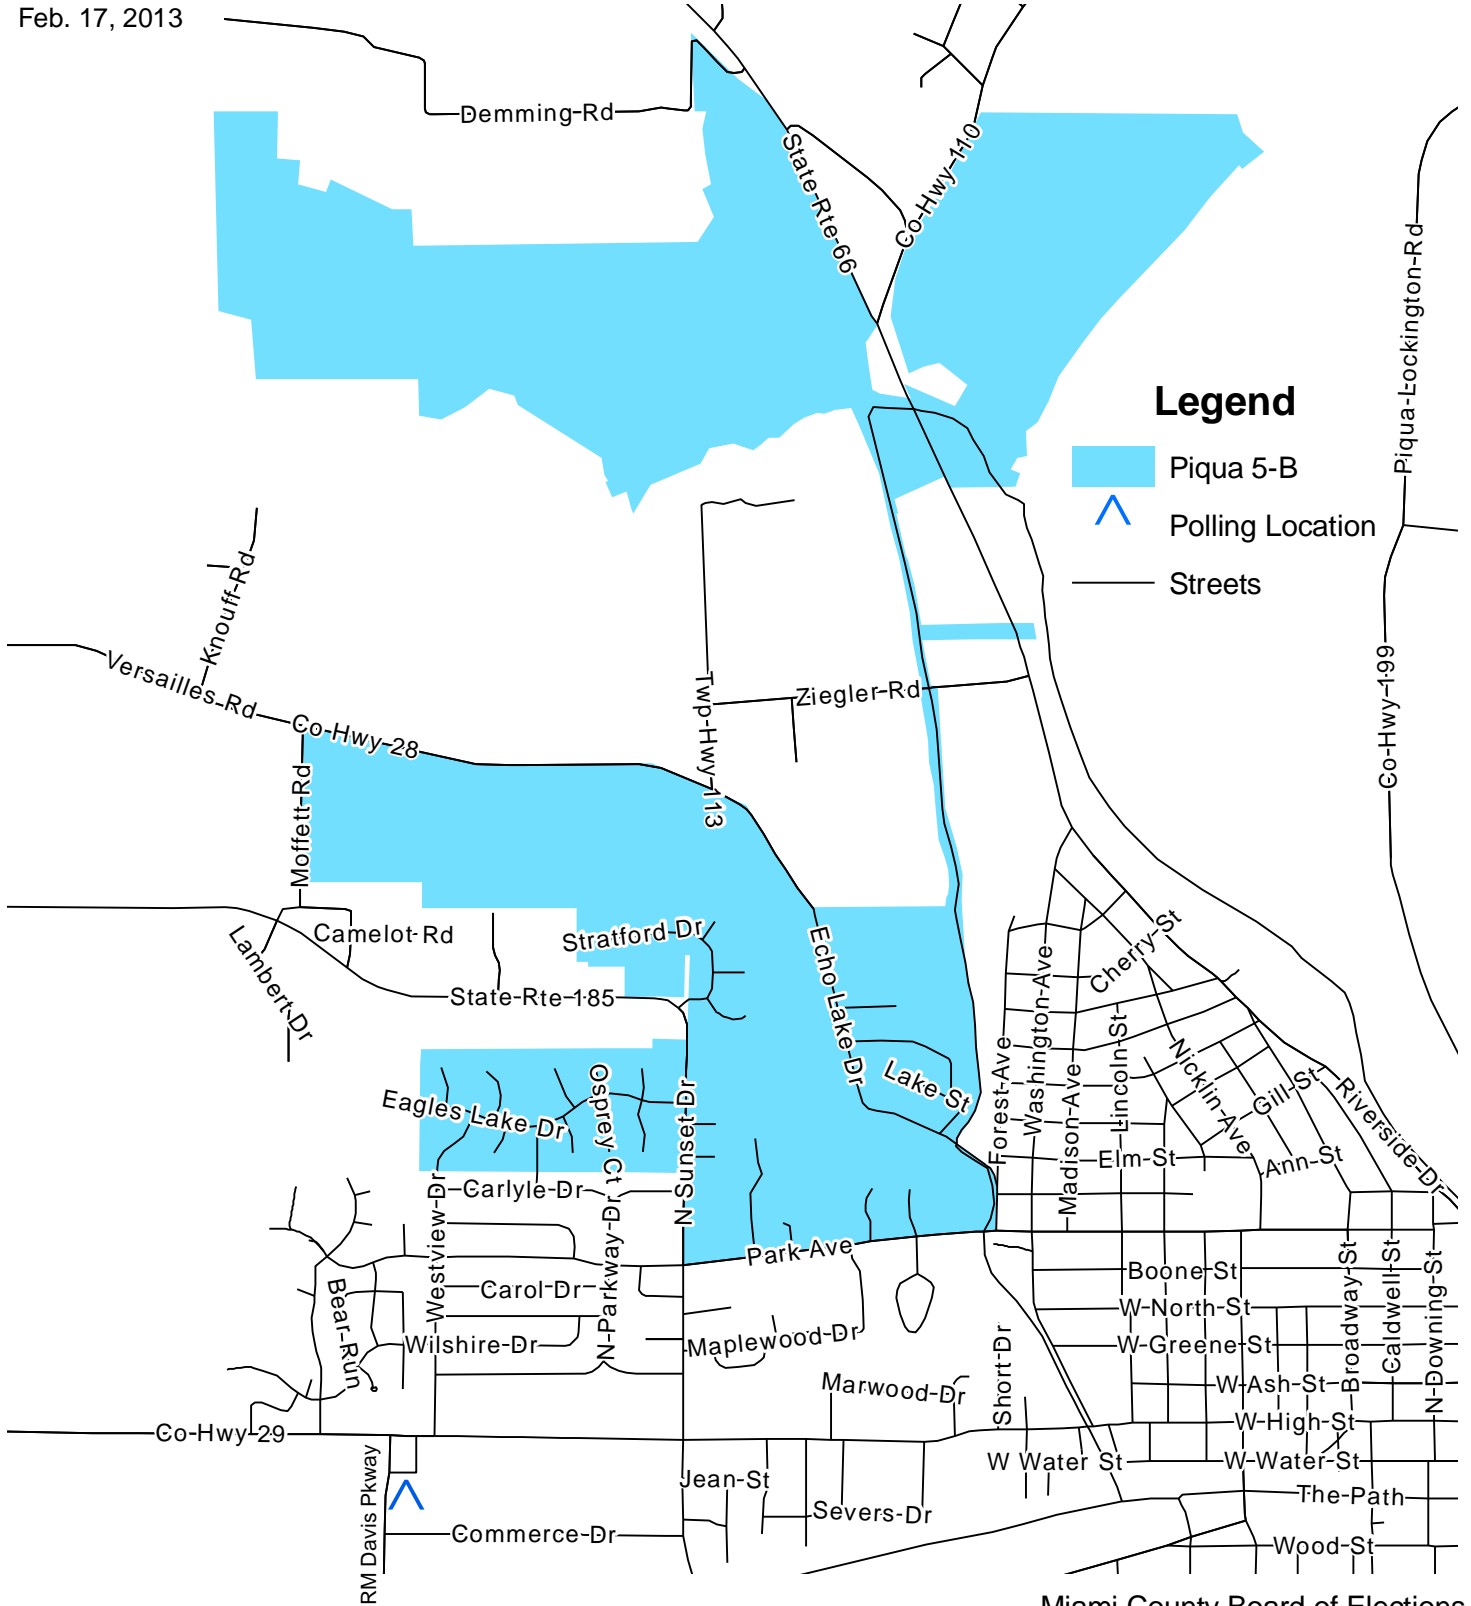 Feb. 17, 2013
Demming Rd
State Rte 66
Co Hwy 110
Piqua-Lockington Rd
Legend
Piqua 5-B
Polling Location
Streets
Knouff Rd
Versailles Rd
Co Hwy 28
Twp Hwy 113
Ziegler Rd
Co Hwy 199
Moffett Rd
Camelot Rd
Lambert Dr
Stratford Dr
State Rte 185
Echo Lake Dr
Lake St
Cherry St
Forest Ave
Washington Ave
Madison Ave
Lincoln St
Nicklin Ave
Gill St
Riverside Dr
Elm St
Ann St
Eagles Lake Dr
Osprey Ct
N Sunset Dr
Carlyle Dr
Westview Dr
N Parkway Dr
Park Ave
Carol Dr
Bear Run
Wilshire Dr
Maplewood Dr
Boone St
W North St
W Greene St
Broadway St
Caldwell St
N Downing St
Marwood Dr
Short Dr
W Ash St
W High St
Co Hwy 29
W Water St
W Water St
Jean St
RM Davis Pkway
Severs Dr
The Path
Commerce Dr
Wood St
Miami County Board of Elections